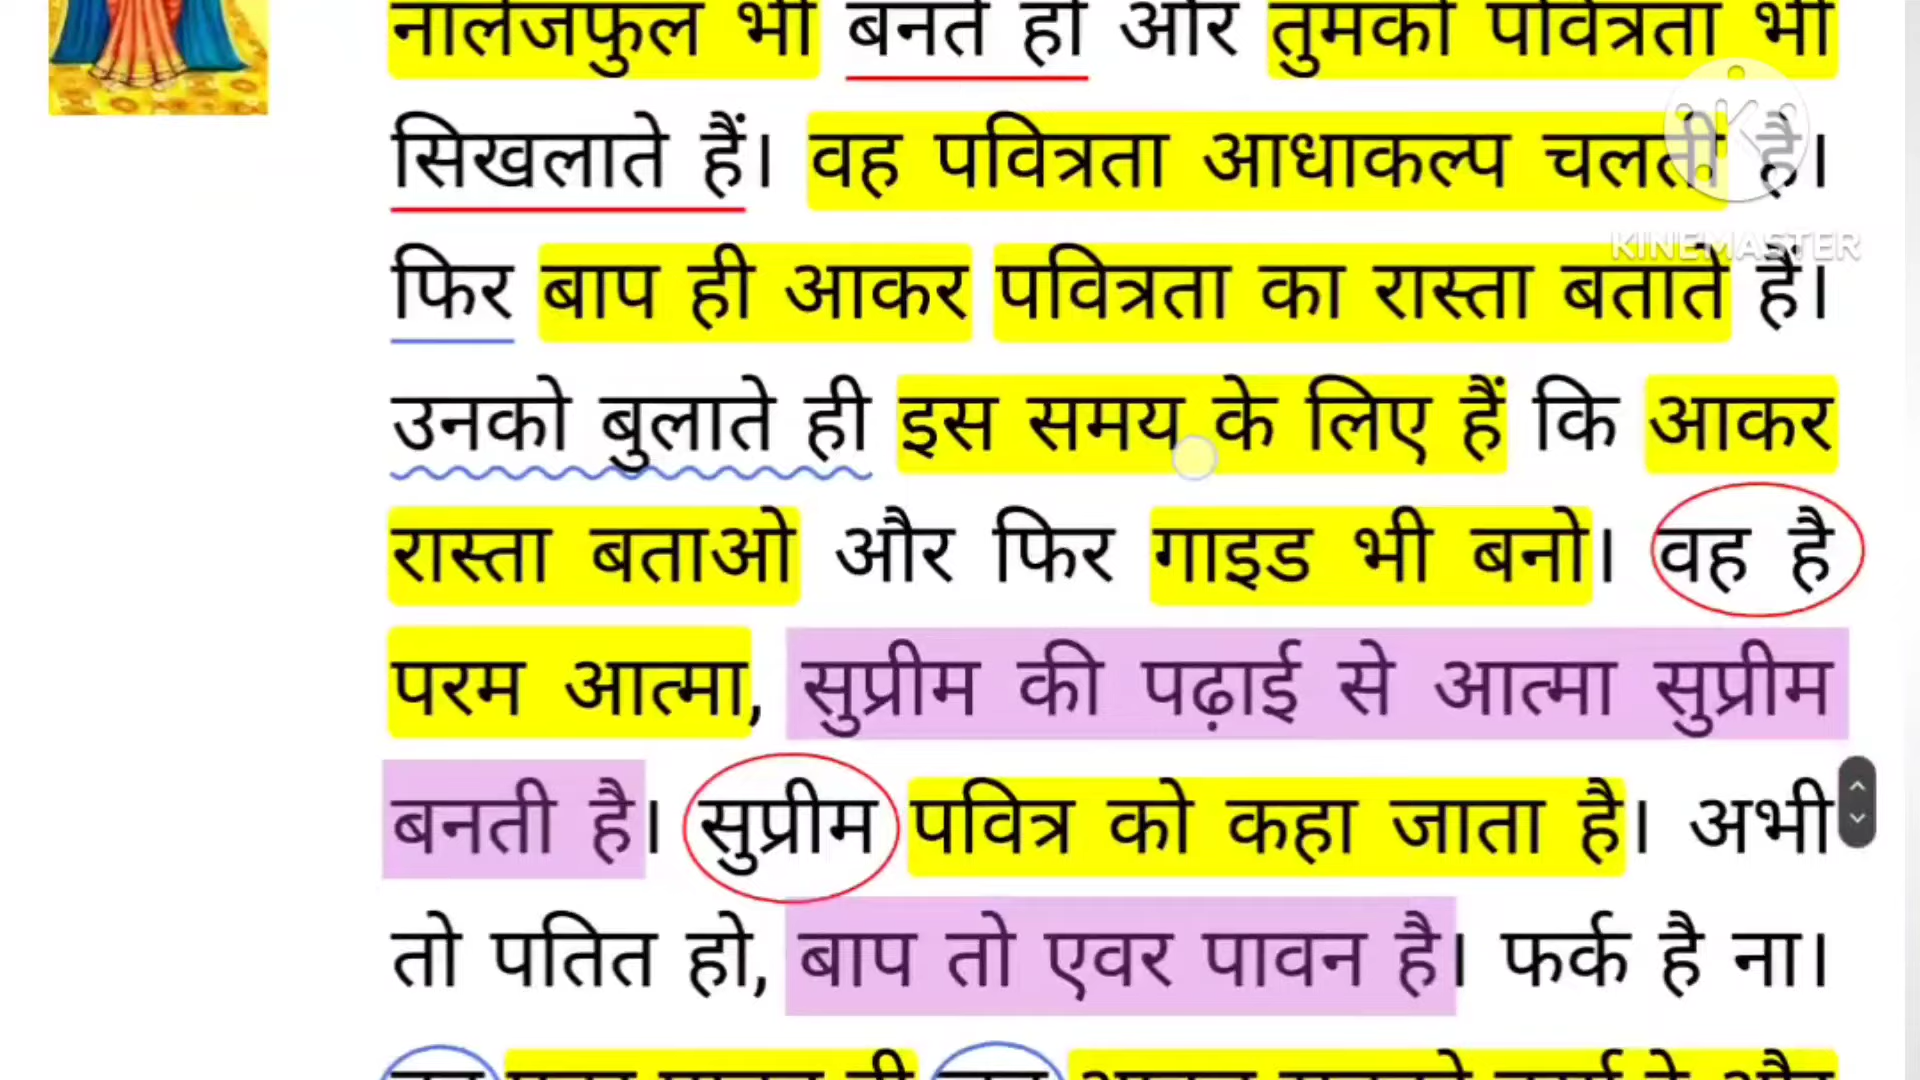 नालेजफुल भी बनते हो और तुमको पवित्रता भी
सिखलाते हैं। वह पवित्रता आधाकल्प चलती है।
KINEMASTER
फिर बाप ही आकर पवित्रता का रास्ता बताते हैं।
उनको बुलाते ही इस समय के लिए हैं कि आकर
रास्ता बताओ और फिर गाइड भी बनो। वह है
परम आत्मा, सुप्रीम की पढ़ाई से आत्मा सुप्रीम
बनती है। सुप्रीम पवित्र को कहा जाता है। अभी
तो पतित हो, बाप तो एवर पावन है। फर्क है ना।